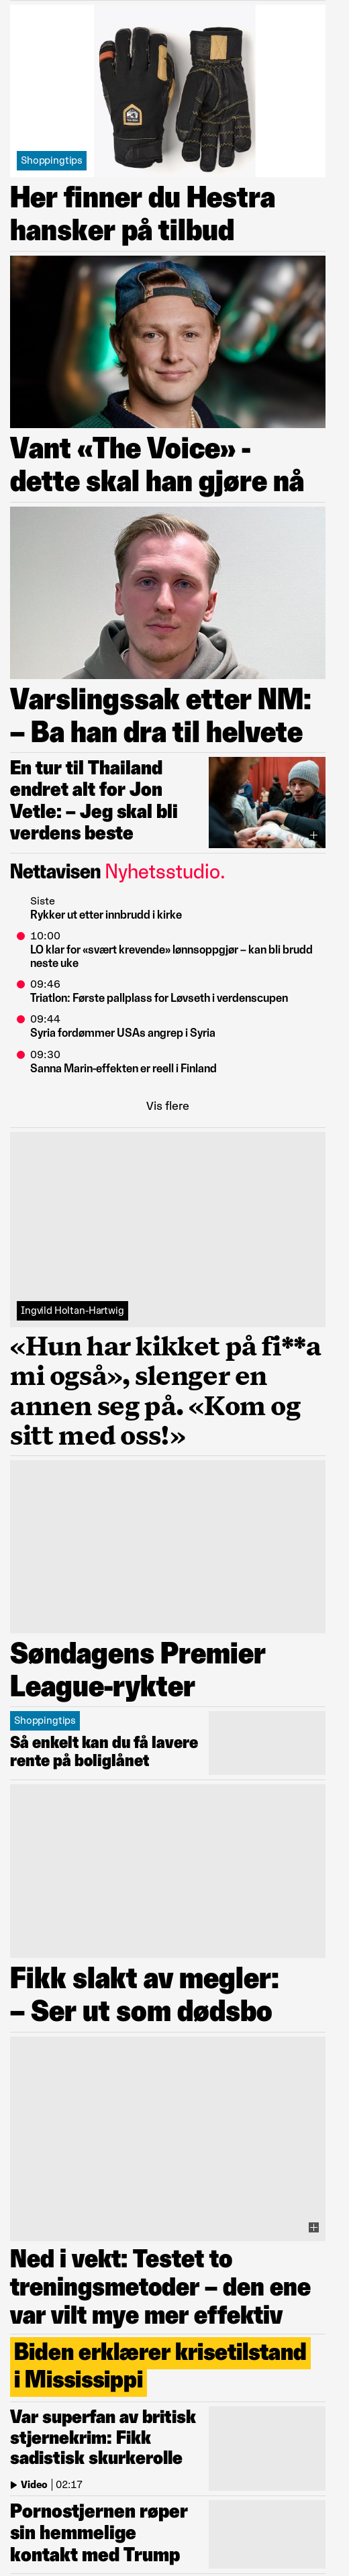 Shoppingtips
Her finner du Hestra
hansker på tilbud
Vant «The Voice» -
dette skal han gjøre nå
Varslingssak etter NM:
– Ba han dra til helvete
En tur til Thailand
endret alt for Jon
Vetle: – Jeg skal bli
verdens beste
Nettavisen Nyhetsstudio.
Siste
Rykker ut etter innbrudd i kirke
10:00
LO klar for «svært krevende» lønnsoppgjør – kan bli brudd
neste uke
09:46
Triatlon: Første pallplass for Løvseth i verdenscupen
09:44
Syria fordømmer USAs angrep i Syria
09:30
Sanna Marin-effekten er reell i Finland
Vis flere
Ingvild Holtan-Hartwig
«Hun har kikket på fi**a
mi også», slenger en
annen seg på. «Kom og
sitt med oss!»
Søndagens Premier
League-rykter
Shoppingtips
Så enkelt kan du få lavere
rente på boliglånet
Fikk slakt av megler:
– Ser ut som dødsbo
Ned i vekt: Testet to
treningsmetoder – den ene
var vilt mye mer effektiv
Biden erklærer krisetilstand
i Mississippi
Var superfan av britisk
stjernekrim: Fikk
sadistisk skurkerolle
Video | 02:17
Pornostjernen røper
sin hemmelige
kontakt med Trump